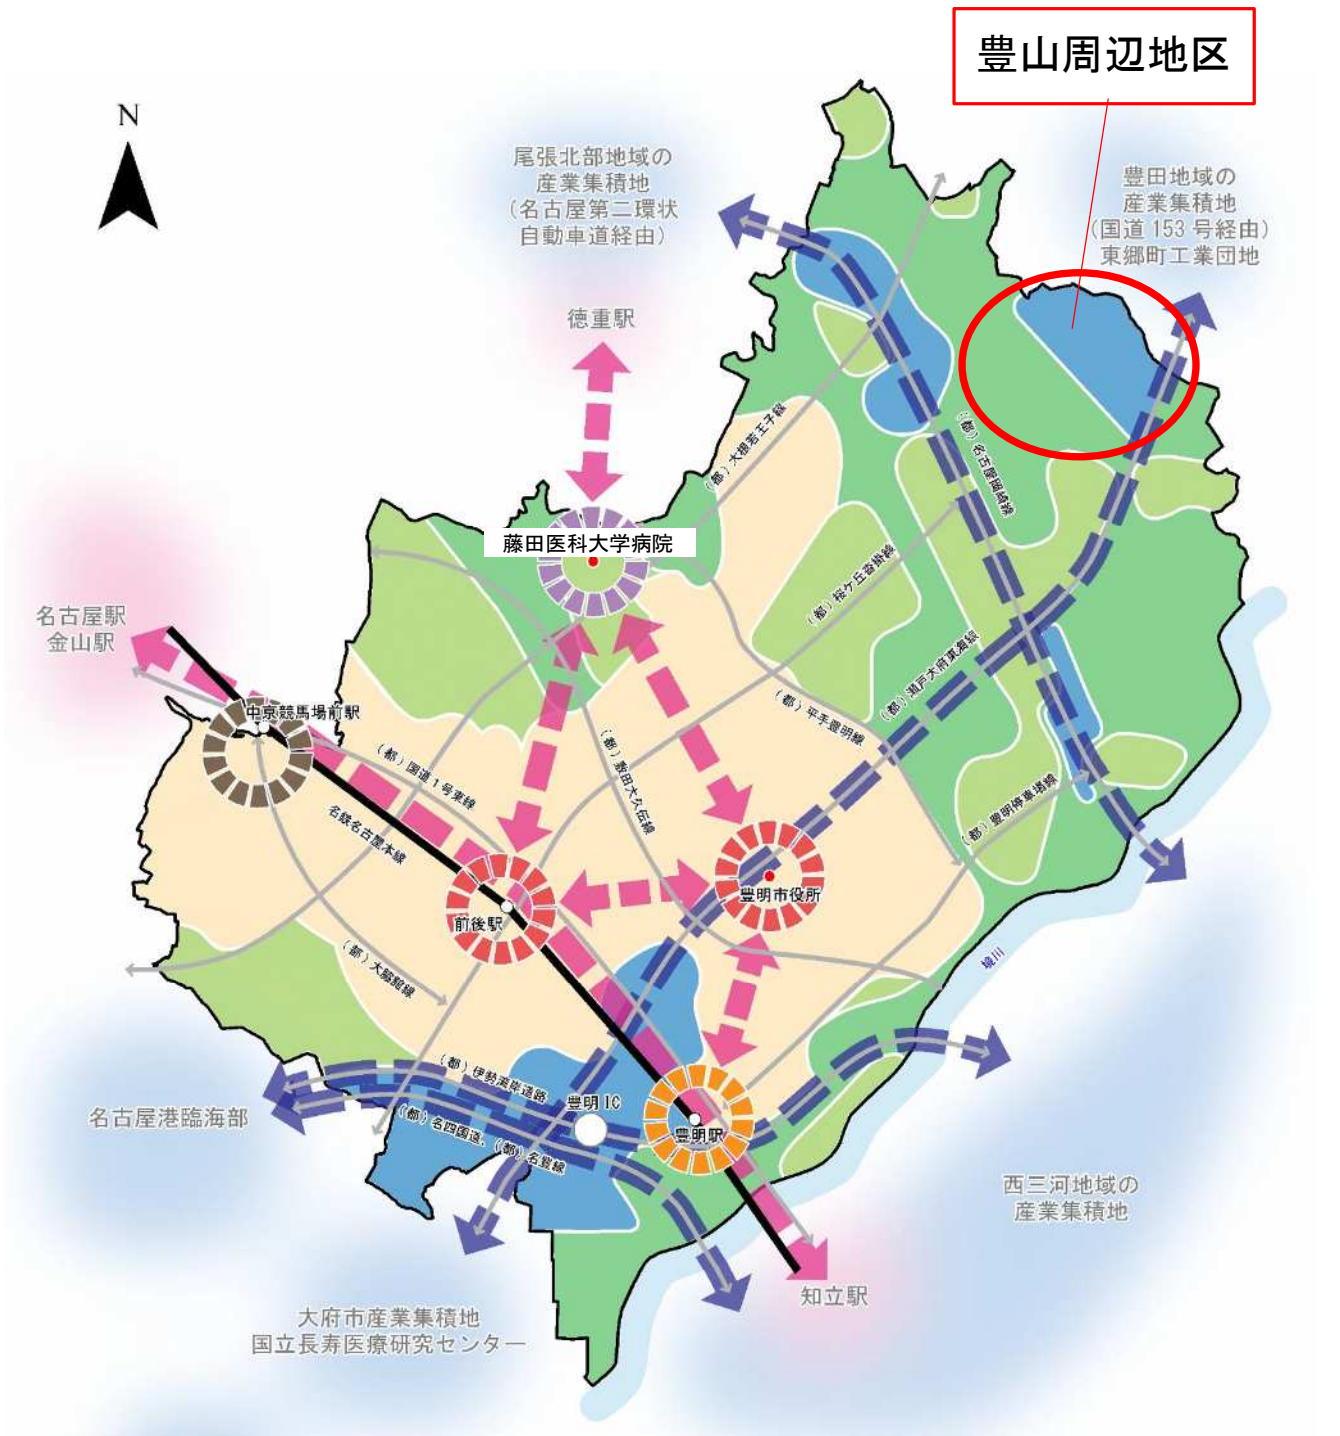 豊山周辺地区
N
尾張北部地域の
産業集積地
（名古屋第二環状
自動車道経由）
豊田地域の
産業集積地
（国道153号経由）
東郷町工業団地
徳重駅
（都）大根若王子線
（都）名古屋岡崎線
藤田医科大学病院
（都）桜ケ丘沓掛線
名古屋駅
金山駅
（都）瀬戸大府東海線
（都）平手豊明線
中京競馬場前駅
（都）国道1号東線
（都）敷田大久伝線
名鉄名古屋本線
（都）豊明停車場線
豊明市役所
前後駅
（都）大脇舘線
境川
（都）伊勢湾岸道路
豊明IC
名古屋港臨海部
（都）名四国道、（都）名豊線
豊明駅
西三河地域の
産業集積地
知立駅
大府市産業集積地
国立長寿医療研究センター